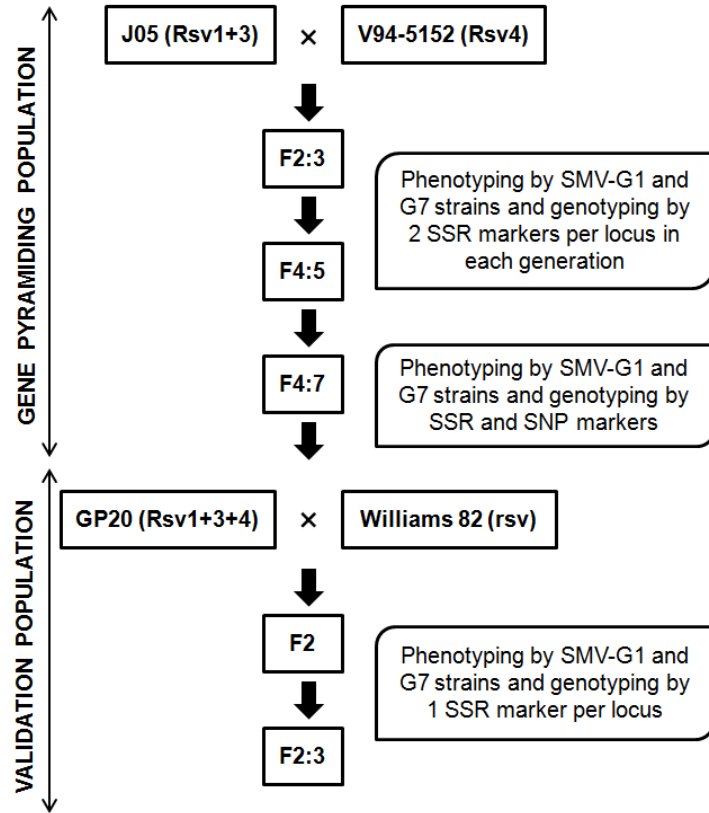 GENE PYRAMIDING POPULATION
J05 (Rsv1+3)
×
V94-5152 (Rsv4)
F2:3
Phenotyping by SMV-G1 and
G7 strains and genotyping by
2 SSR markers per locus in
each generation
F4:5
F4:7
Phenotyping by SMV-G1 and
G7 strains and genotyping by
SSR and SNP markers
VALIDATION POPULATION
GP20 (Rsv1+3+4)
×
Williams 82 (rsv)
F2
Phenotyping by SMV-G1 and
G7 strains and genotyping by
1 SSR marker per locus
F2:3